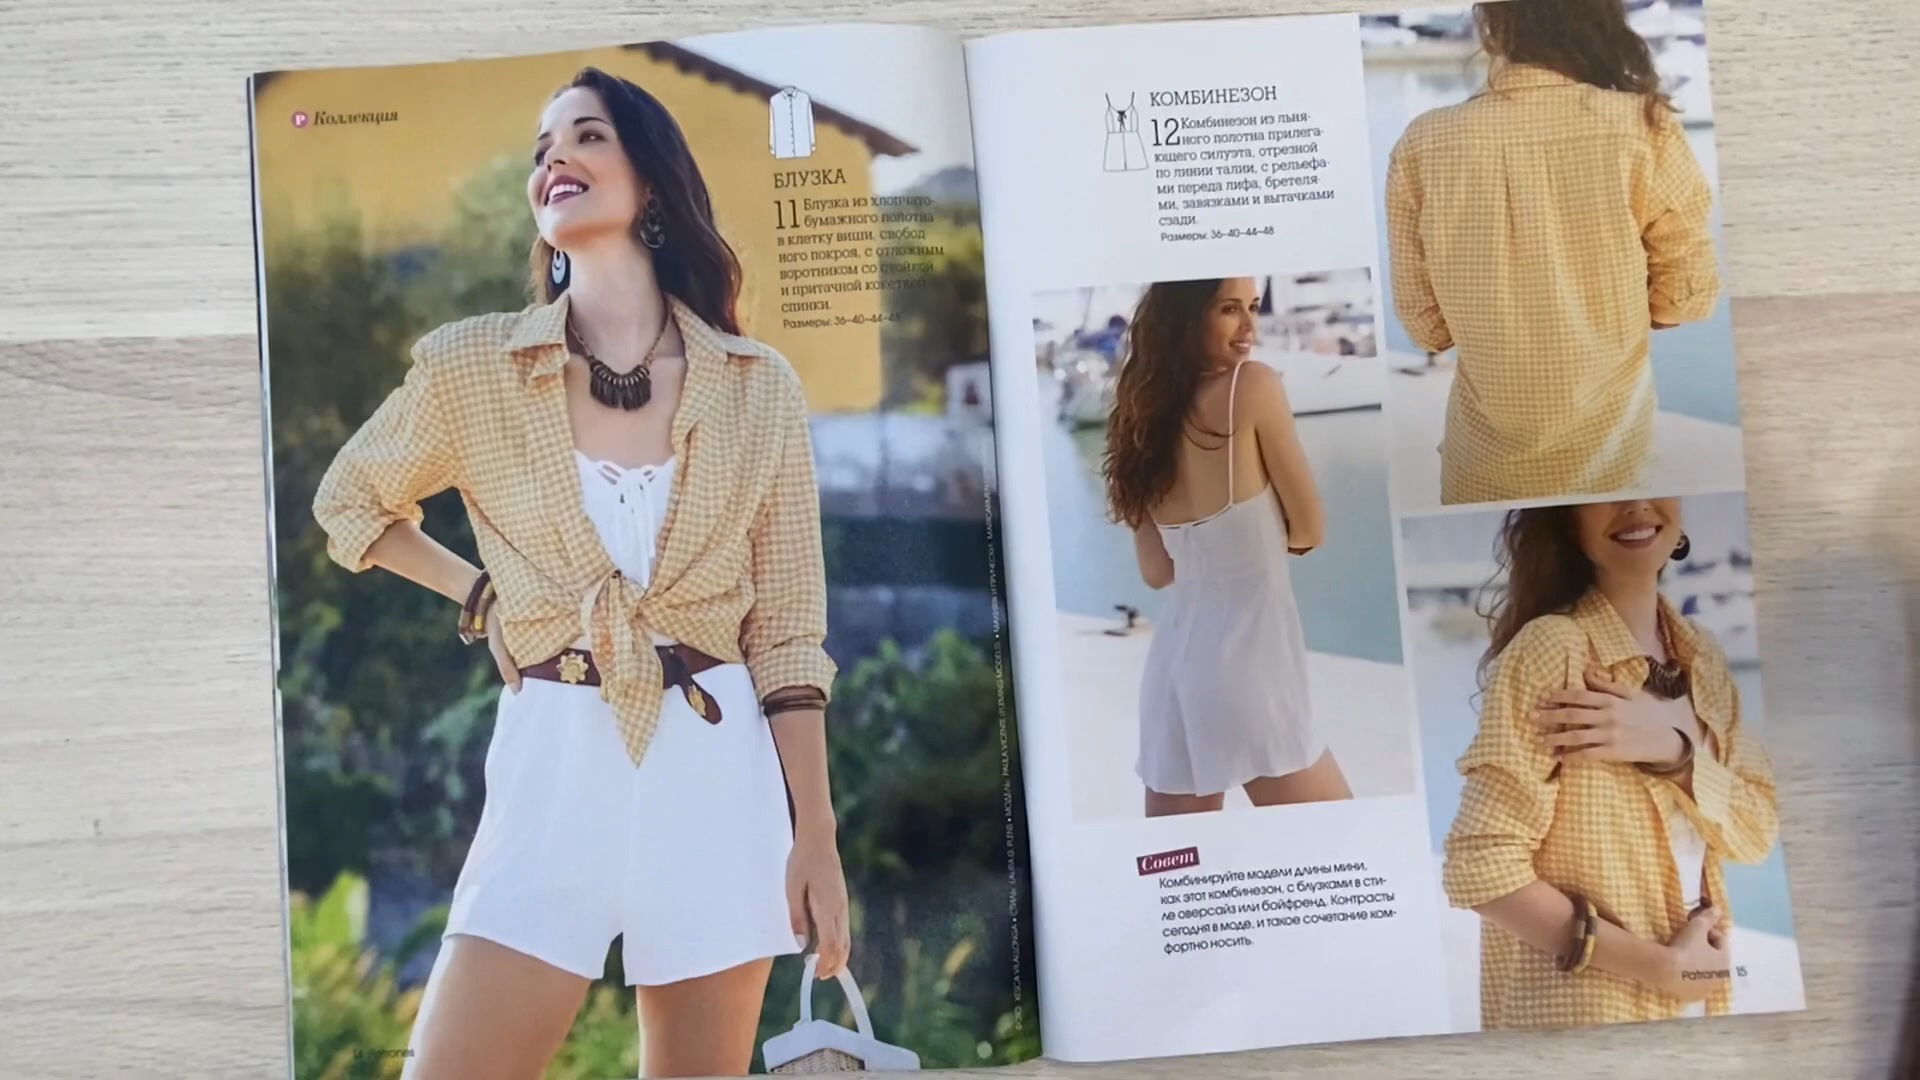 Коллекция
БЛУЗКА
11 Блузка из хлопчато-
бумажного полотна
в клетку виши, свобод
ного покроя, с отложным
воротником со стойкой
и притачной кокеткой
спинки.
Размеры: 36–40–44–48
14 Patrones
КОМБИНЕЗОН
12 Комбинезон из льня-
ного полотна прилега-
ющего силуэта, отрезной
по линии талии, с рельефа-
ми переда лифа, бретеля-
ми, завязками и вытачками
сзади.
Размеры: 36–40–44–48
Совет
Комбинируйте модели длины мини,
как этот комбинезон, с блузками в сти-
ле оверсайз или бойфренд. Контрасты
сегодня в моде, и такое сочетание ком-
фортно носить.
Patrones 15